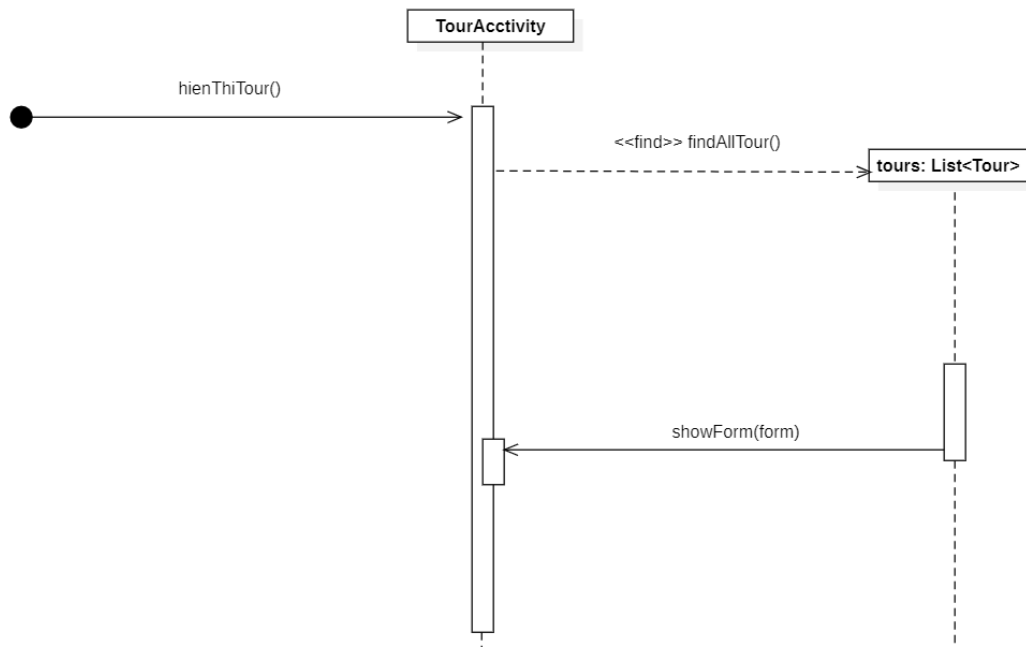 TourAcctivity
hienThiTour()
<<find>> findAllTour()
tours: List<Tour>
showForm(form)